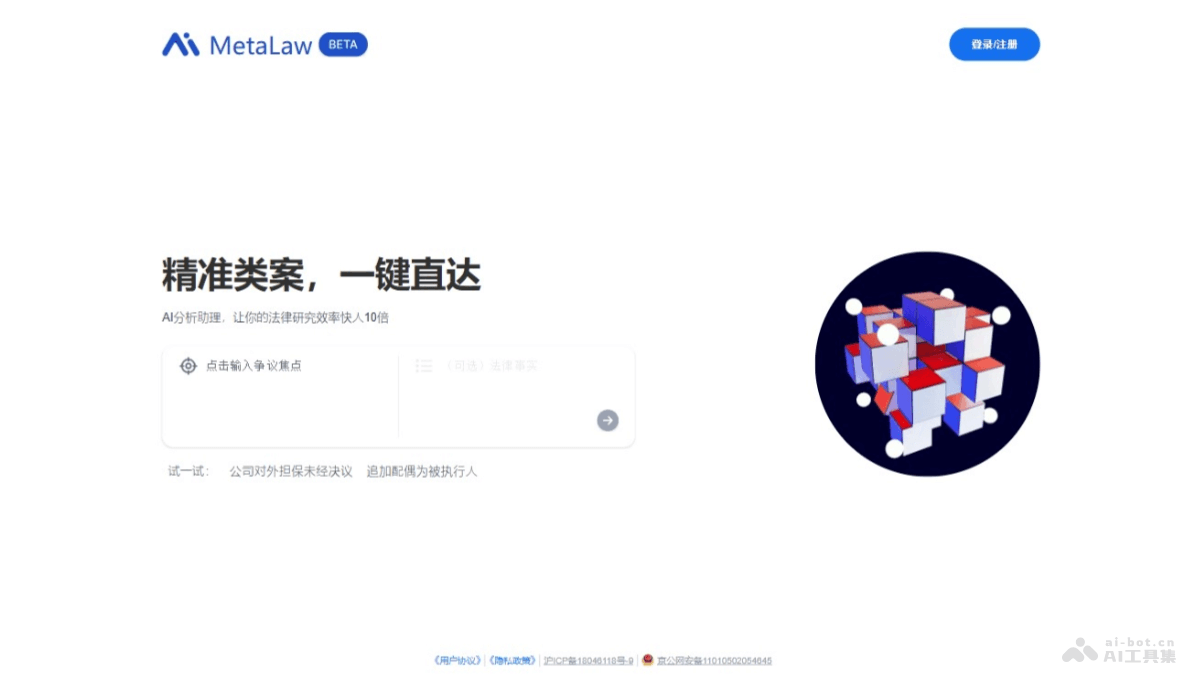 MetaLaw BETA
登录/注册
精准类案，一键直达
AI分析助理，让你的法律研究效率快人10倍
点击输入争议焦点
（可选）法律事实
试一试： 公司对外担保未经决议 追加配偶为被执行人
《用户协议》 | 《隐私政策》 | 沪ICP备18046118号-9 | 京公网安备11010502054645
ai-bot.cn
AI工具集